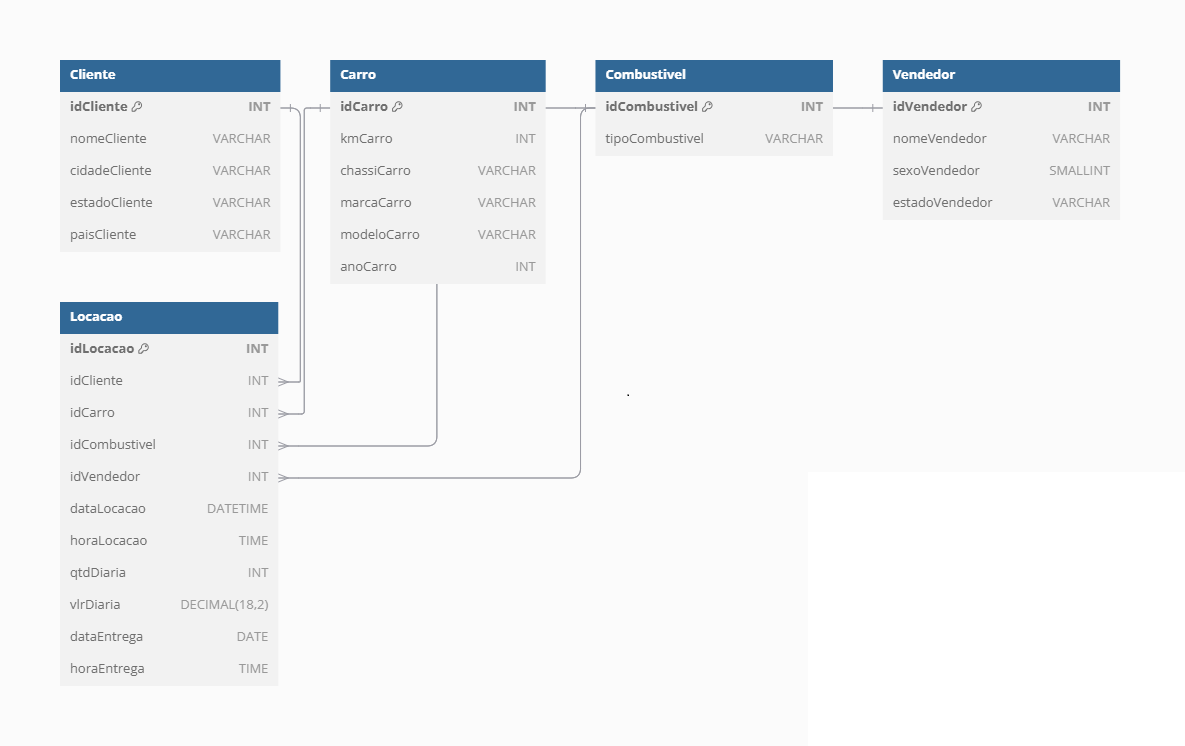 Cliente
idCliente INT
nomeCliente VARCHAR
cidadeCliente VARCHAR
estadoCliente VARCHAR
paisCliente VARCHAR
Carro
idCarro INT
kmCarro INT
chassiCarro VARCHAR
marcaCarro VARCHAR
modeloCarro VARCHAR
anoCarro INT
Combustivel
idCombustivel INT
tipoCombustivel VARCHAR
Vendedor
idVendedor INT
nomeVendedor VARCHAR
sexoVendedor SMALLINT
estadoVendedor VARCHAR
Locacao
idLocacao INT
idCliente INT
idCarro INT
idCombustivel INT
idVendedor INT
dataLocacao DATETIME
horaLocacao TIME
qtdDiaria INT
vlrDiaria DECIMAL(18,2)
dataEntrega DATE
horaEntrega TIME